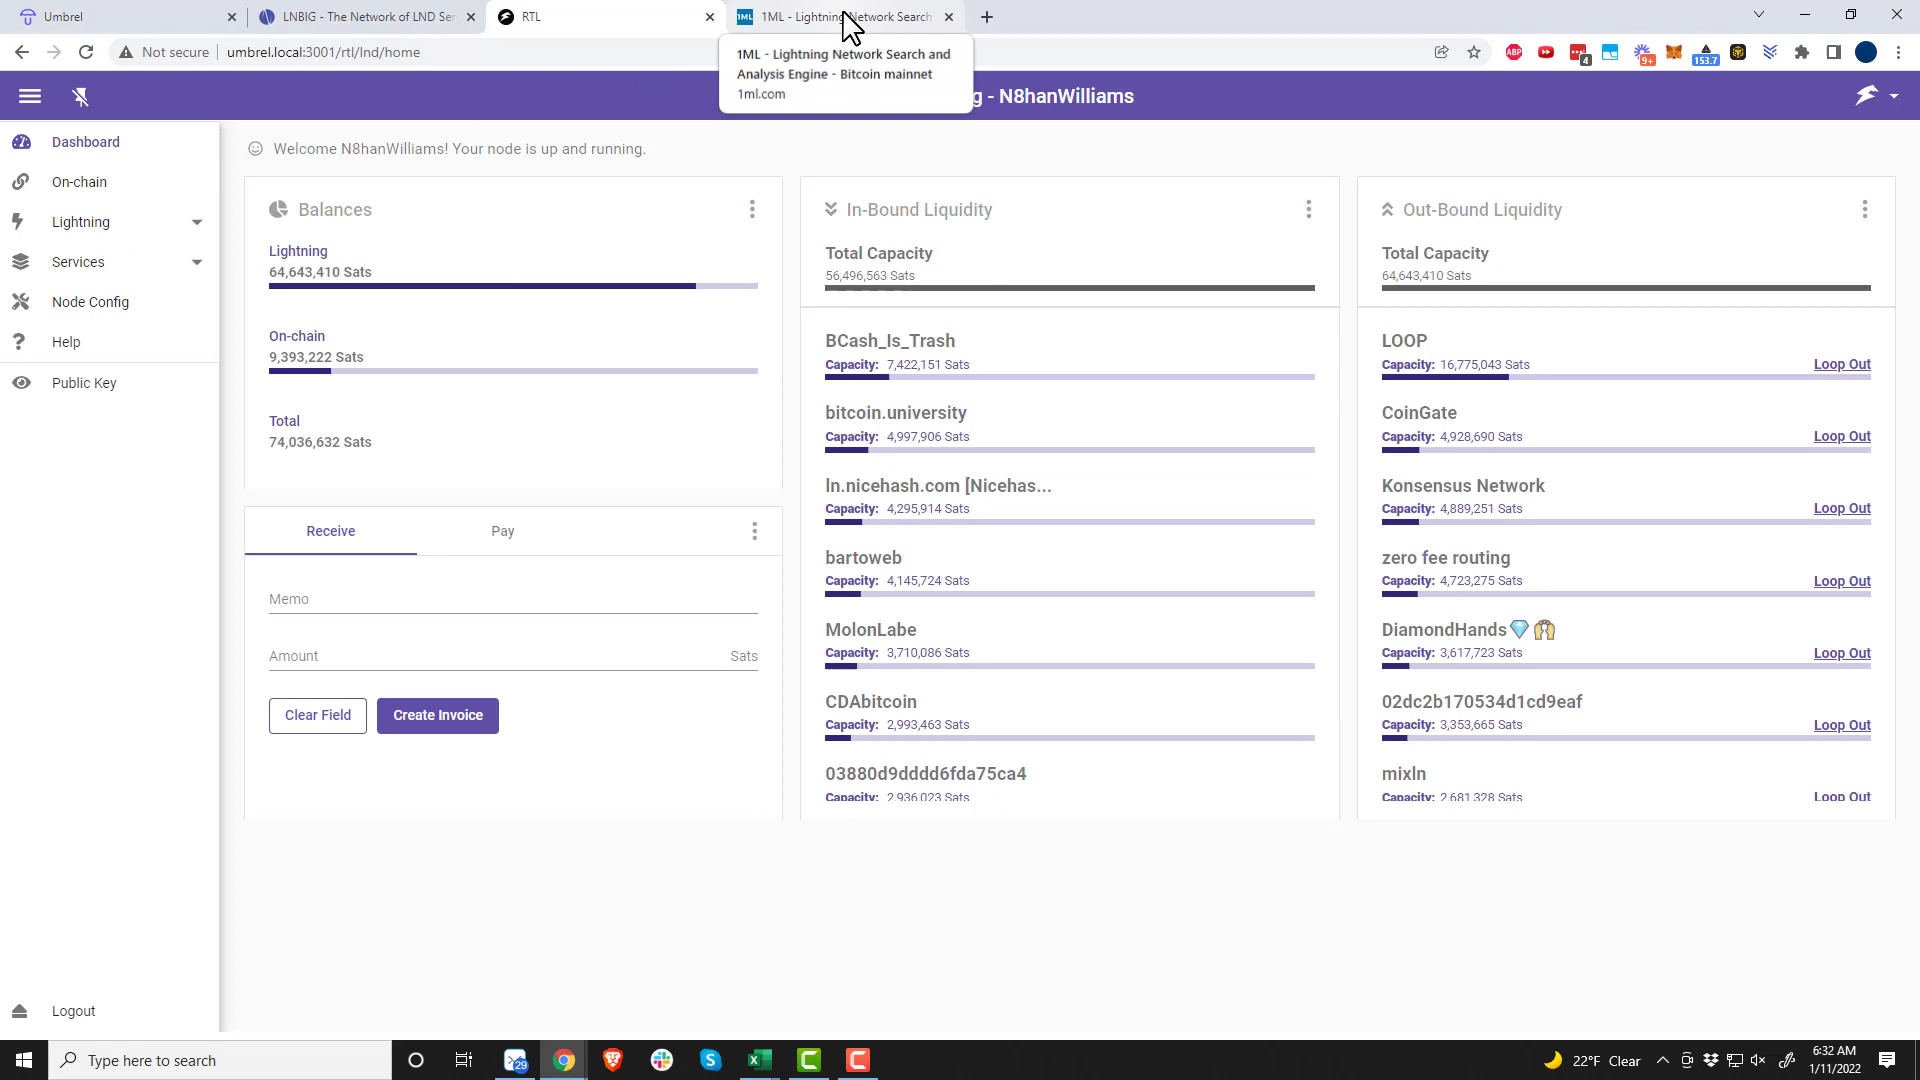 Umbrel
LNBIG - The Network of LND Ser
RTL
1ML - Lightning Network Search
Not secure
umbrel.local:3001/rtl/lnd/home
ABP
4
9+
153.7
1ML - Lightning Network Search and
Analysis Engine - Bitcoin mainnet
1ml.com
g - N8hanWilliams
Dashboard
On-chain
Lightning
Services
Node Config
Help
Public Key
Logout
Welcome N8hanWilliams! Your node is up and running.
Balances
Lightning
64,643,410 Sats
On-chain
9,393,222 Sats
Total
74,036,632 Sats
Receive
Pay
Memo
Amount
Sats
Clear Field
Create Invoice
In-Bound Liquidity
Total Capacity
56,496,563 Sats
BCash_Is_Trash
Capacity: 7,422,151 Sats
bitcoin.university
Capacity: 4,997,906 Sats
ln.nicehash.com [Nicehas...
Capacity: 4,295,914 Sats
bartoweb
Capacity: 4,145,724 Sats
MolonLabe
Capacity: 3,710,086 Sats
CDAbitcoin
Capacity: 2,993,463 Sats
03880d9dddd6fda75ca4
Capacity: 2,936,023 Sats
Out-Bound Liquidity
Total Capacity
64,643,410 Sats
LOOP
Capacity: 16,775,043 Sats
Loop Out
CoinGate
Capacity: 4,928,690 Sats
Loop Out
Konsensus Network
Capacity: 4,889,251 Sats
Loop Out
zero fee routing
Capacity: 4,723,275 Sats
Loop Out
DiamondHands💎🙌
Capacity: 3,617,723 Sats
Loop Out
02dc2b170534d1cd9eaf
Capacity: 3,353,665 Sats
Loop Out
mixln
Capacity: 2,681,328 Sats
Loop Out
Type here to search
29
22°F Clear
6:32 AM
1/11/2022